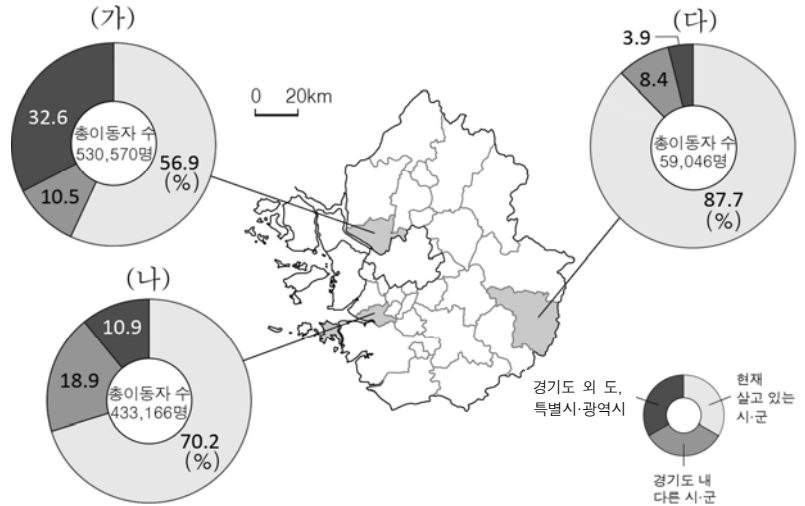 (가)
32.6
10.5
총이동자 수
530,570명
56.9
(%)
0 20km
(다)
3.9
8.4
총이동자 수
59,046명
87.7
(%)
(나)
10.9
18.9
총이동자 수
433,166명
70.2
(%)
경기도 외 도,
특별시·광역시
현재
살고 있는
시·군
경기도 내
다른 시·군